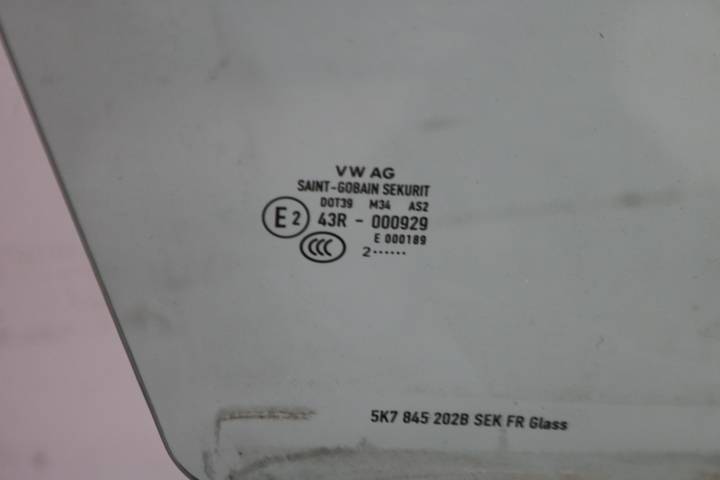 VW AG
SAINT-GOBAIN SEKURIT
DOT39 M34 AS2
E2 43R - 000929
E 000189
CCC 2······
5K7 845 202B SEK FR Glass